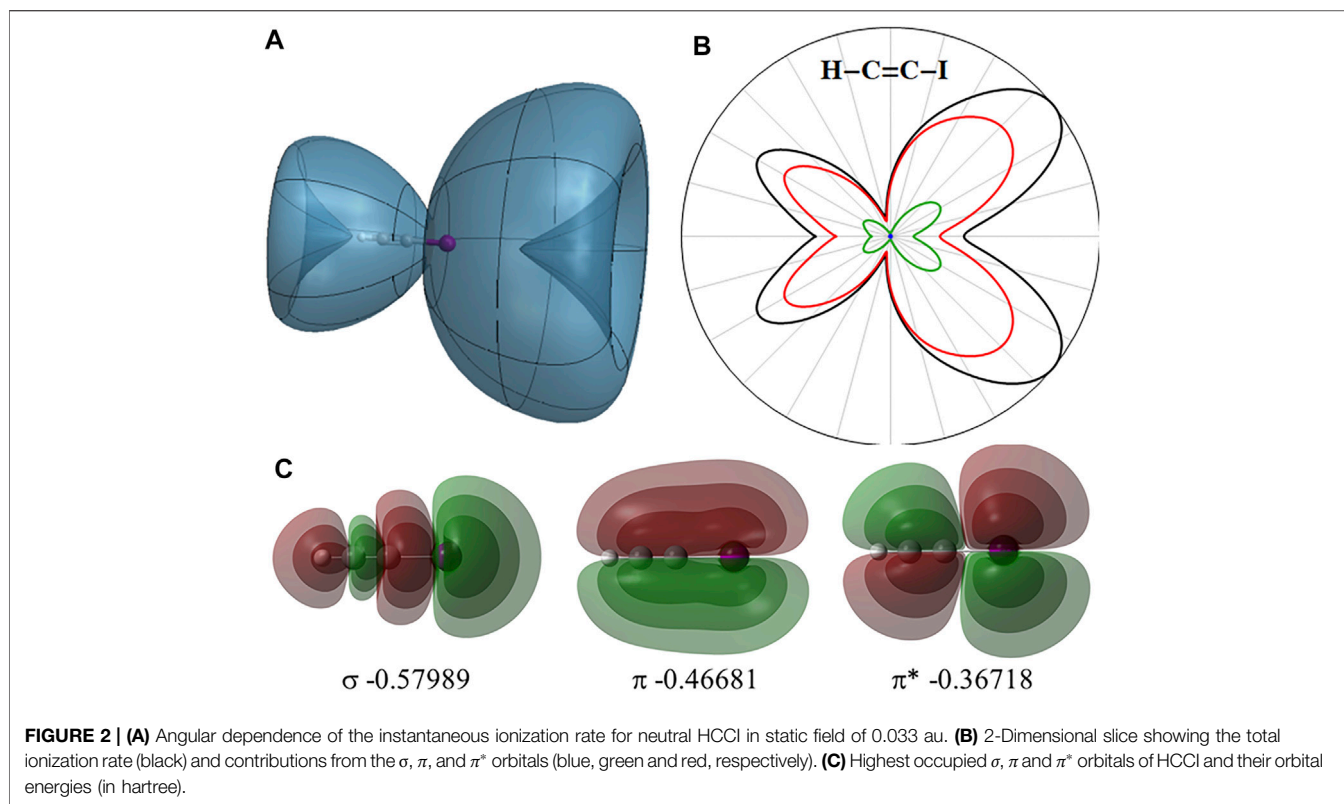 A
B
H–C=C–I
C
σ -0.57989
π -0.46681
π* -0.36718
FIGURE 2 | (A) Angular dependence of the instantaneous ionization rate for neutral HCCI in static field of 0.033 au. (B) 2-Dimensional slice showing the total
ionization rate (black) and contributions from the σ, π, and π* orbitals (blue, green and red, respectively). (C) Highest occupied σ, π and π* orbitals of HCCI and their orbital
energies (in hartree).